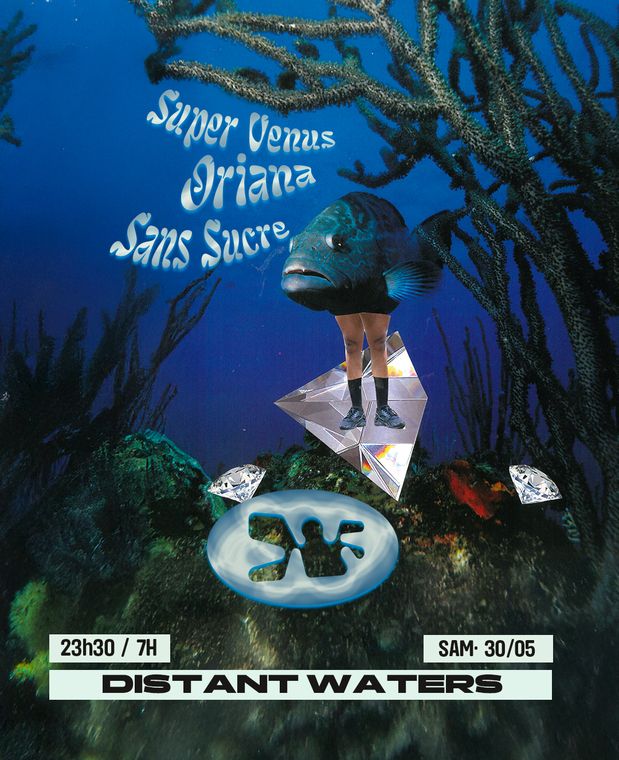 Super Venus
Oriana
Sans Sucre
23h30 / 7H
SAM· 30/05
DISTANT WATERS